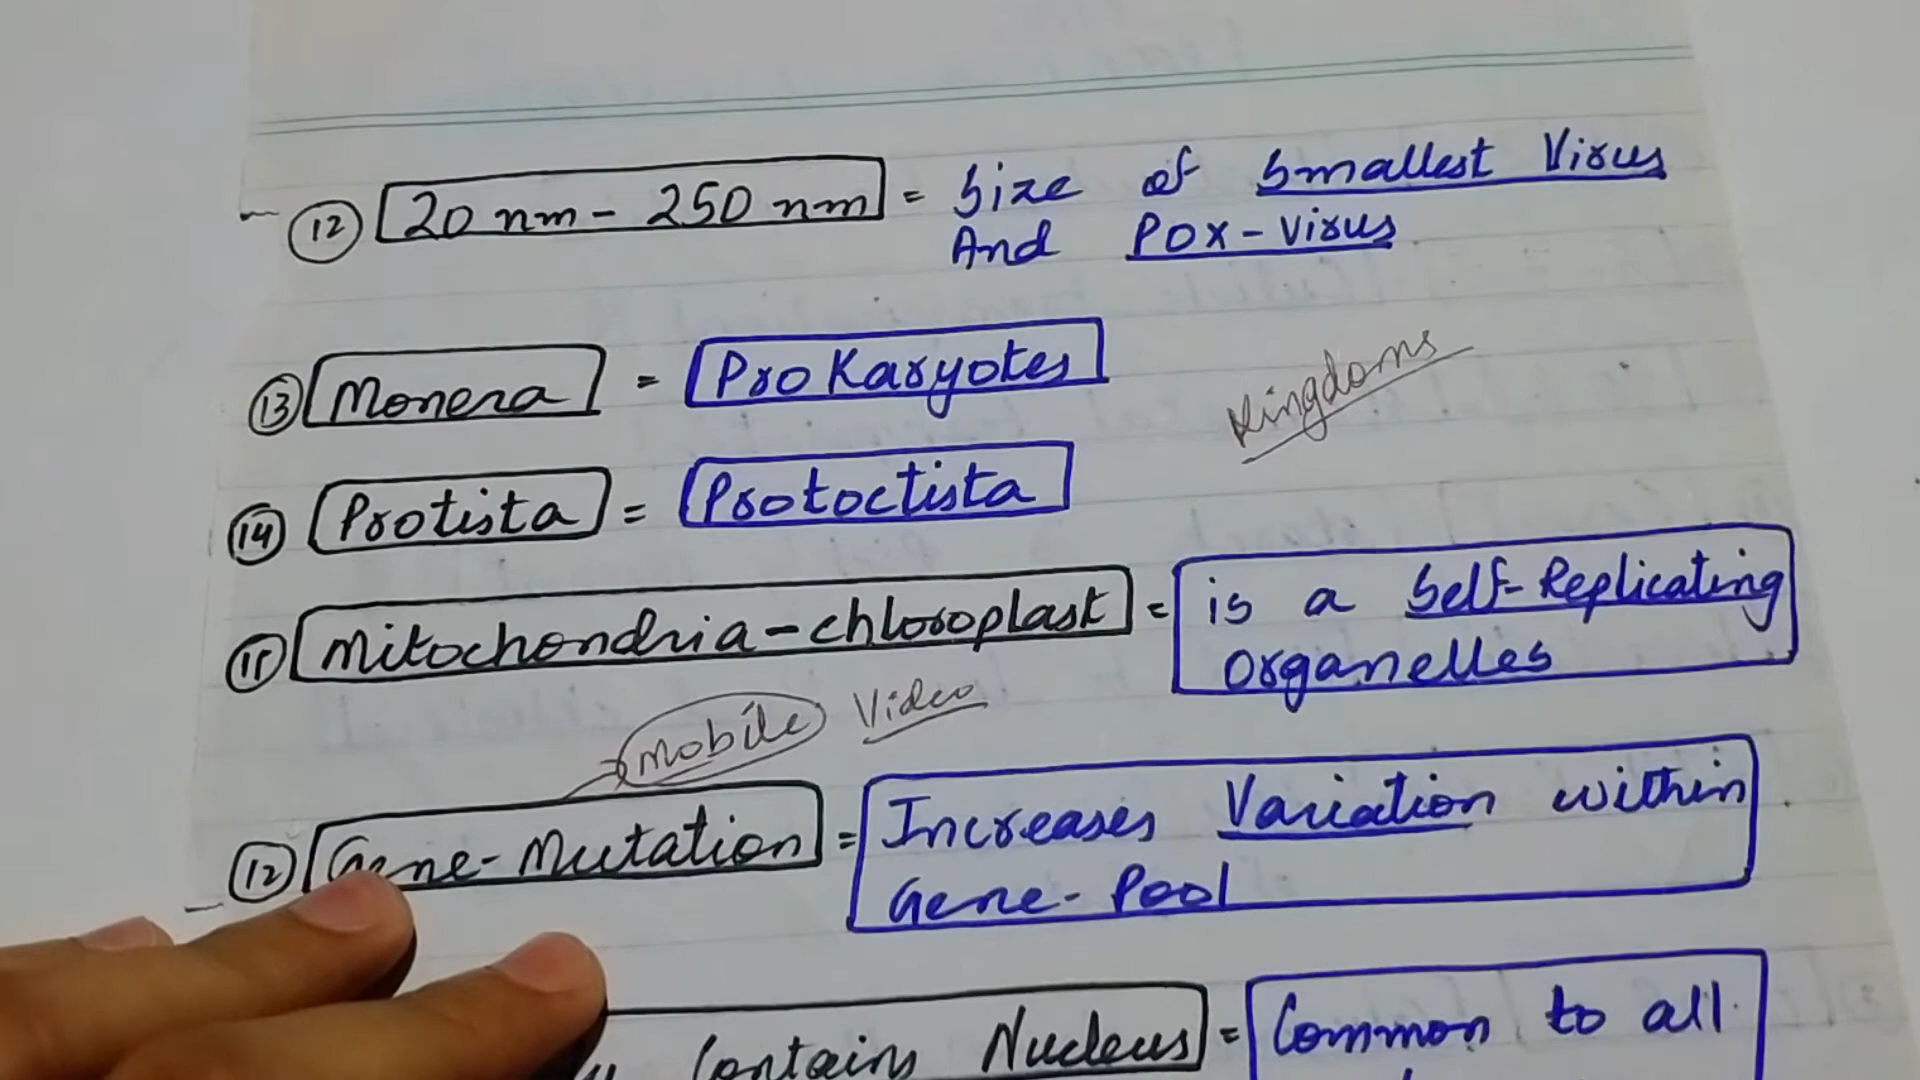 12 20 nm - 250 nm = Size of Smallest Virus
And Pox-virus
13 Monera = ProKaryotes
Kingdoms
14 Protista = Protoctista
15 Mitochondria-chloroplast = is a Self-Replicating
Organelles
Mobile Video
12 Gene-Mutation = Increases Variation within
Gene-Pool
Contains Nucleus = Common to all